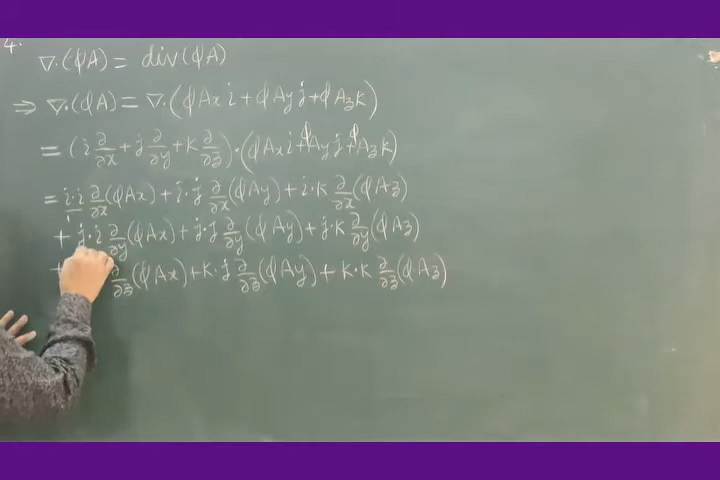 4.
∇·(φA) = div(φA)
⇒ ∇·(φA) = ∇·(φAx i + φAy j + φAz k)
= (i ∂/∂x + j ∂/∂y + k ∂/∂z)·(φAx i + φAy j + φAz k)
= i·i ∂/∂x (φAx) + i·j ∂/∂x (φAy) + i·k ∂/∂x (φAz)
+ j·i ∂/∂y (φAx) + j·j ∂/∂y (φAy) + j·k ∂/∂y (φAz)
+ ∂/∂z (φAx) + k·j ∂/∂z (φAy) + k·k ∂/∂z (φAz)